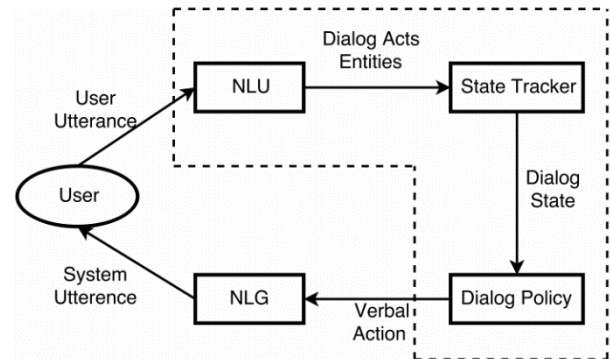 Dialog Acts
Entities
NLU
State Tracker
User
Utterance
User
Dialog
State
System
Utterence
NLG
Verbal
Action
Dialog Policy